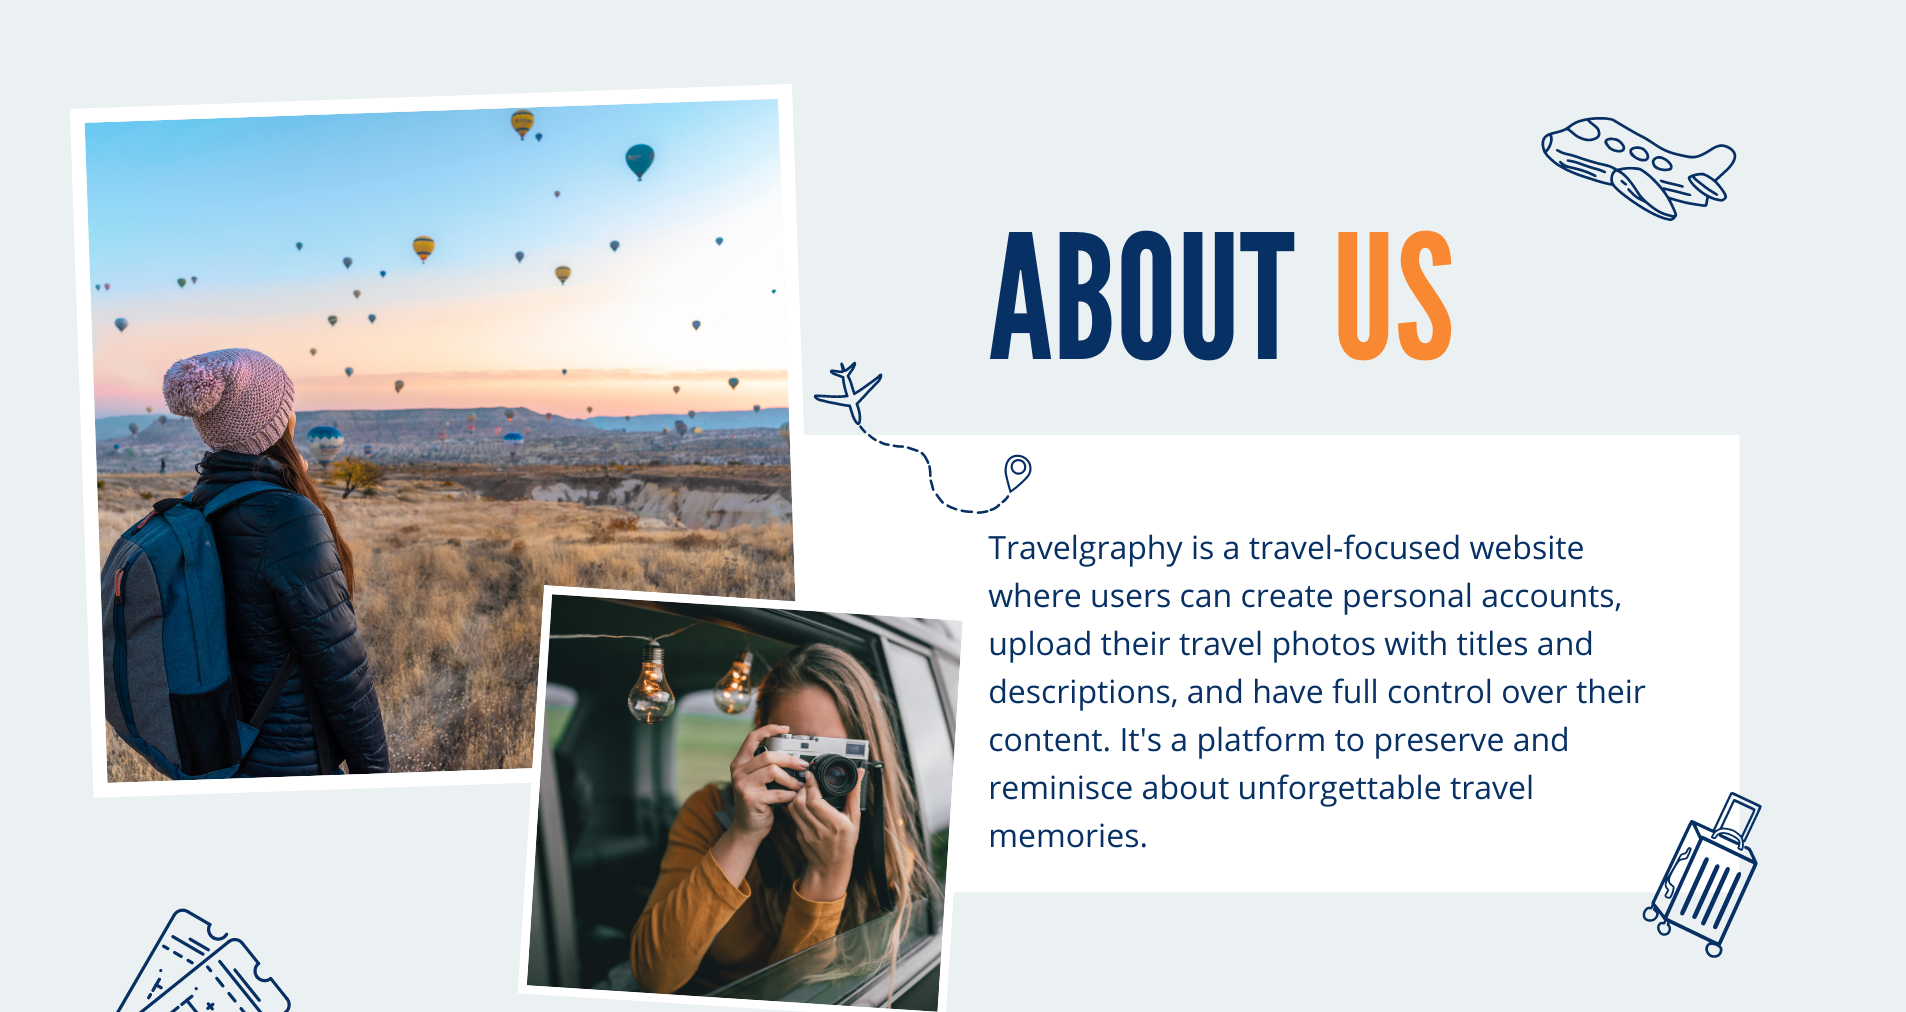 ABOUT US
Travelgraphy is a travel-focused website
where users can create personal accounts,
upload their travel photos with titles and
descriptions, and have full control over their
content. It's a platform to preserve and
reminisce about unforgettable travel
memories.